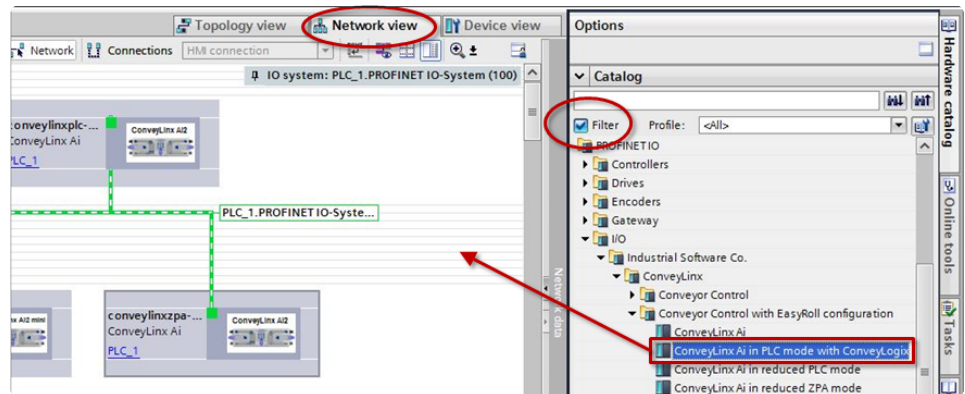 Topology view
Network view
Device view
Options
Network
Connections
HMI connection
IO system: PLC_1.PROFINET IO-System (100)
Catalog
Filter
Profile:
<All>
PROFINET IO
Controllers
Drives
Encoders
Gateway
I/O
Industrial Software Co.
ConveyLinx
Conveyor Control
Conveyor Control with EasyRoll configuration
ConveyLinx Ai
ConveyLinx Ai in PLC mode with ConveyLogix
ConveyLinx Ai in reduced PLC mode
ConveyLinx Ai in reduced ZPA mode
conveylinxplc-...
ConveyLinx Ai
PLC_1
ConveyLinx Ai2
PLC_1.PROFINET IO-Syste...
x Ai2 mini
conveylinxzpa-...
ConveyLinx Ai
PLC_1
ConveyLinx Ai2
Network data
Hardware catalog
Online tools
Tasks